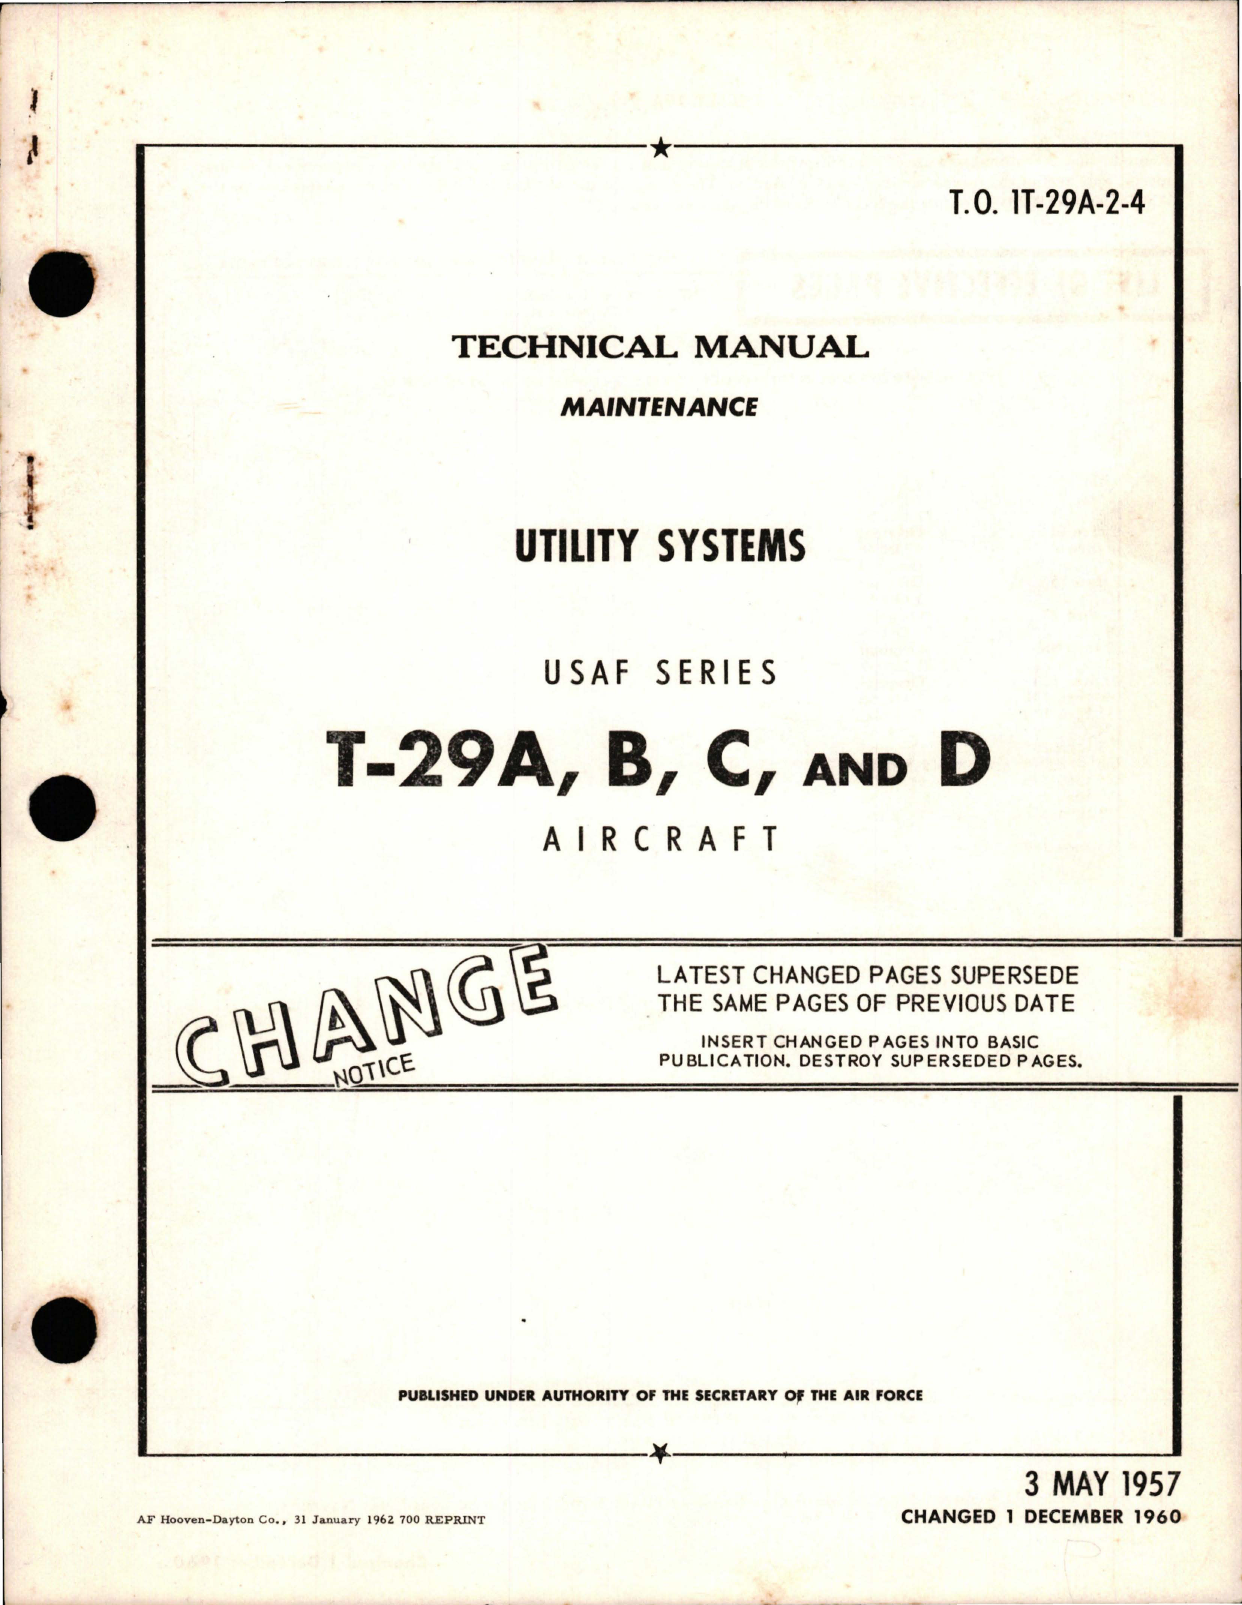 T.O. 1T-29A-2-4
TECHNICAL MANUAL
MAINTENANCE
UTILITY SYSTEMS
USAF SERIES
T-29A, B, C, AND D
AIRCRAFT
CHANGE
NOTICE
LATEST CHANGED PAGES SUPERSEDE
THE SAME PAGES OF PREVIOUS DATE
INSERT CHANGED PAGES INTO BASIC
PUBLICATION. DESTROY SUPERSEDED PAGES.
PUBLISHED UNDER AUTHORITY OF THE SECRETARY OF THE AIR FORCE
3 MAY 1957
AF Hooven-Dayton Co., 31 January 1962 700 REPRINT
CHANGED 1 DECEMBER 1960